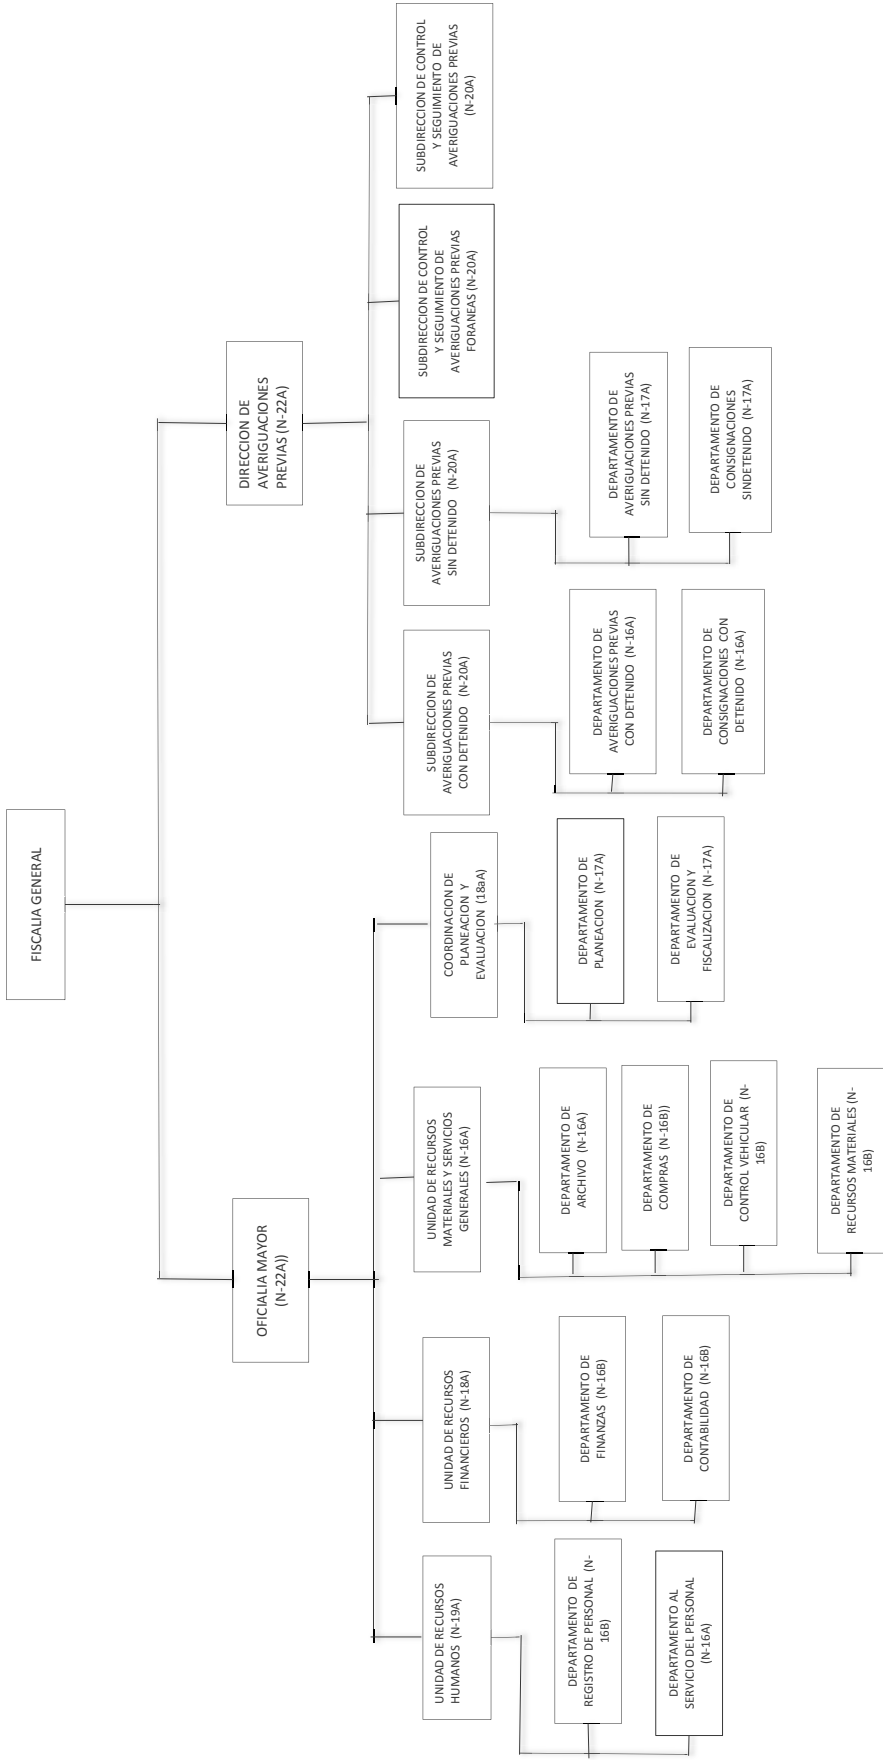 FISCALIA GENERAL
OFICIALIA MAYOR
(N-22A))
DIRECCION DE
AVERIGUACIONES
PREVIAS (N-22A)
UNIDAD DE RECURSOS
HUMANOS (N-19A)
UNIDAD DE RECURSOS
FINANCIEROS (N-18A)
UNIDAD DE RECURSOS
MATERIALES Y SERVICIOS
GENERALES (N-16A)
COORDINACION DE
PLANEACION Y
EVALUACION (18aA)
SUBDIRECCION DE
AVERIGUACIONES PREVIAS
CON DETENIDO (N-20A)
SUBDIRECCION DE
AVERIGUACIONES PREVIAS
SIN DETENIDO (N-20A)
SUBDIRECCION DE CONTROL
Y SEGUIMIENTO DE
AVERIGUACIONES PREVIAS
FORANEAS (N-20A)
SUBDIRECCION DE CONTROL
Y SEGUIMIENTO DE
AVERIGUACIONES PREVIAS
(N-20A)
DEPARTAMENTO DE
REGISTRO DE PERSONAL (N-
16B)
DEPARTAMENTO AL
SERVICIO DEL PERSONAL
(N-16A)
DEPARTAMENTO DE
FINANZAS (N-16B)
DEPARTAMENTO DE
CONTABILIDAD (N-16B)
DEPARTAMENTO DE
ARCHIVO (N-16A)
DEPARTAMENTO DE
COMPRAS (N-16B))
DEPARTAMENTO DE
CONTROL VEHICULAR (N-
16B)
DEPARTAMENTO DE
RECURSOS MATERIALES (N-
16B)
DEPARTAMENTO DE
PLANEACION (N-17A)
DEPARTAMENTO DE
EVALUACION Y
FISCALIZACION (N-17A)
DEPARTAMENTO DE
AVERIGUACIONES PREVIAS
CON DETENIDO (N-16A)
DEPARTAMENTO DE
CONSIGNACIONES CON
DETENIDO (N-16A)
DEPARTAMENTO DE
AVERIGUACIONES PREVIAS
SIN DETENIDO (N-17A)
DEPARTAMENTO DE
CONSIGNACIONES
SINDETENIDO (N-17A)